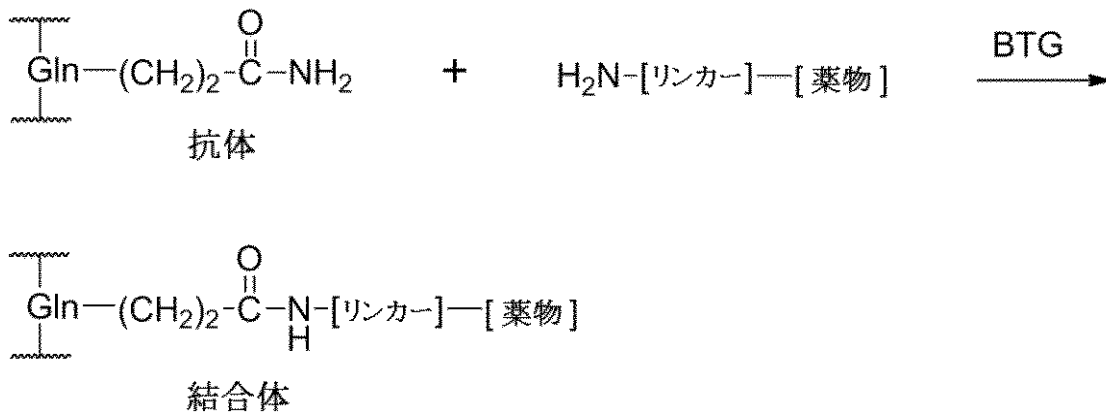 Gln—(CH₂)₂-C-NH₂ + H₂N-[リンカー]—[薬物] BTG
O
抗体
O
Gln—(CH₂)₂-C-N-[リンカー]—[薬物]
H
結合体